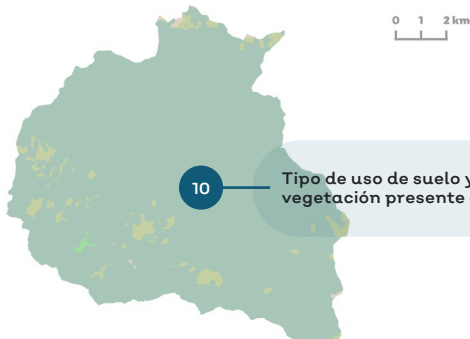 0 1 2 km
10
Tipo de uso de suelo y
vegetación presente